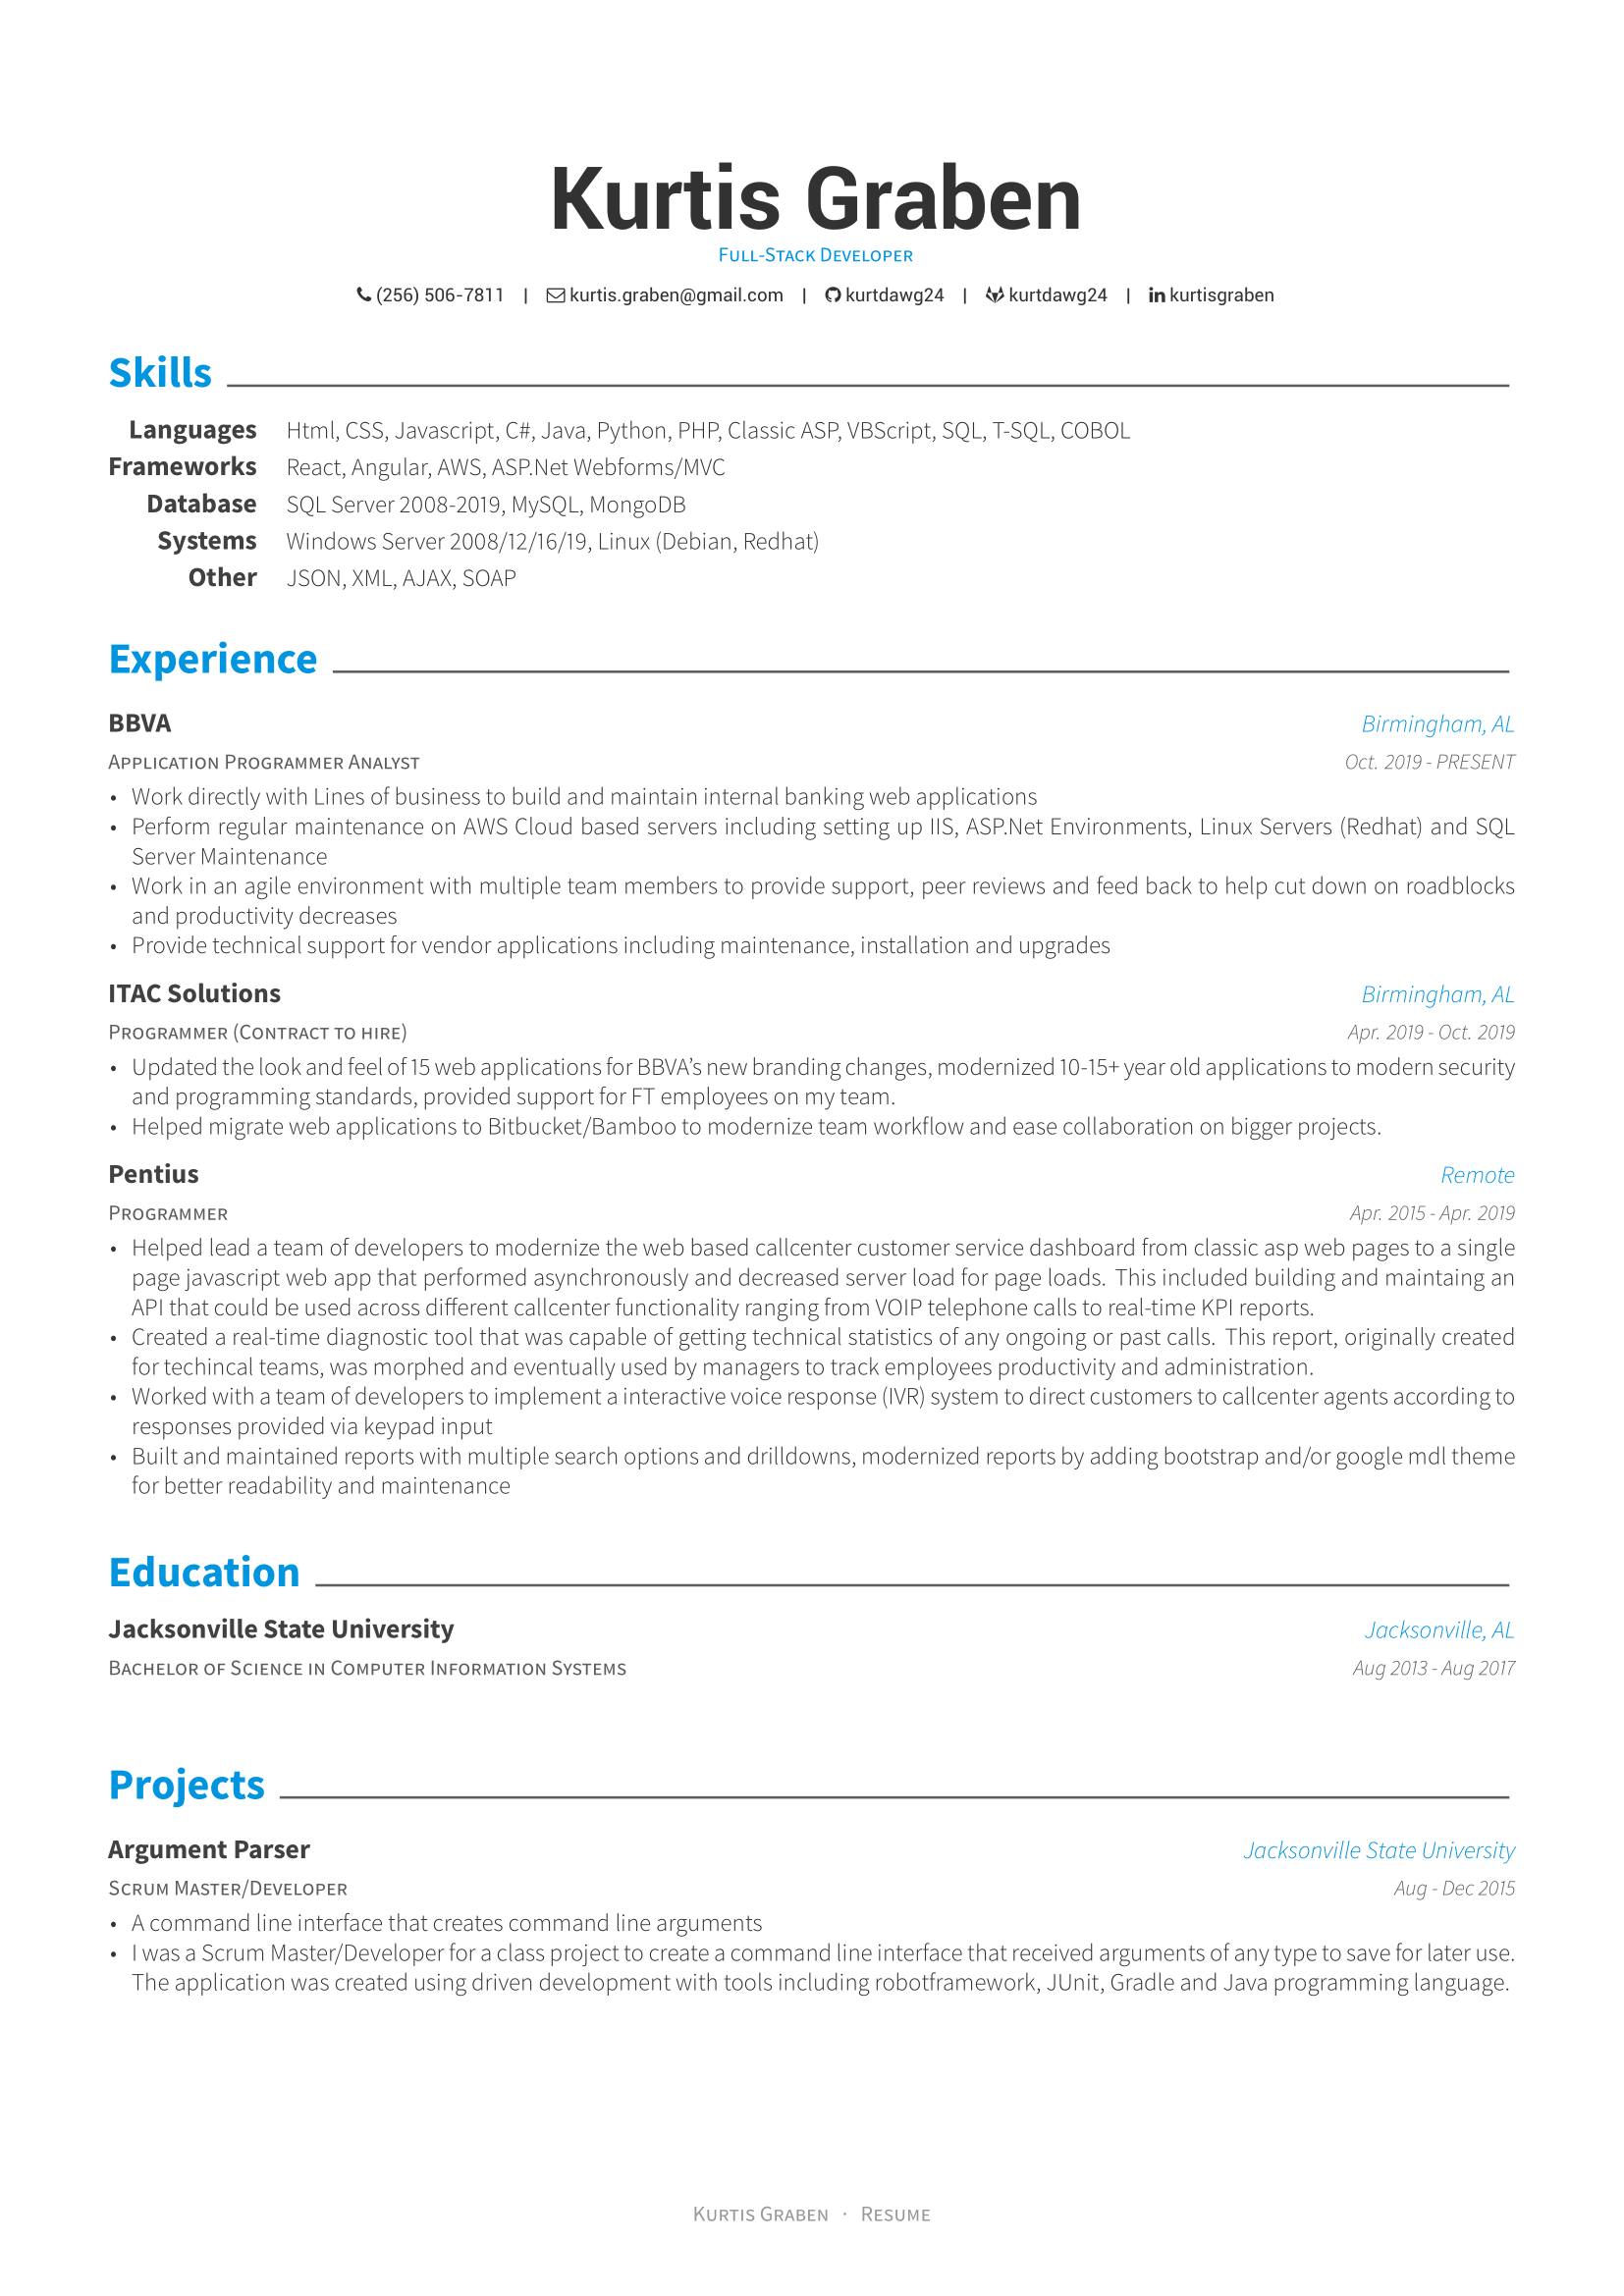 Kurtis Graben
Full-Stack Developer
(256) 506-7811 | kurtis.graben@gmail.com | kurtdawg24 | kurtdawg24 | kurtisgraben
Skills
Languages Html, CSS, Javascript, C#, Java, Python, PHP, Classic ASP, VBScript, SQL, T-SQL, COBOL
Frameworks React, Angular, AWS, ASP.Net Webforms/MVC
Database SQL Server 2008-2019, MySQL, MongoDB
Systems Windows Server 2008/12/16/19, Linux (Debian, Redhat)
Other JSON, XML, AJAX, SOAP
Experience
BBVA Birmingham, AL
Application Programmer Analyst Oct. 2019 - PRESENT
• Work directly with Lines of business to build and maintain internal banking web applications
• Perform regular maintenance on AWS Cloud based servers including setting up IIS, ASP.Net Environments, Linux Servers (Redhat) and SQL
Server Maintenance
• Work in an agile environment with multiple team members to provide support, peer reviews and feed back to help cut down on roadblocks
and productivity decreases
• Provide technical support for vendor applications including maintenance, installation and upgrades
ITAC Solutions Birmingham, AL
Programmer (Contract to hire) Apr. 2019 - Oct. 2019
• Updated the look and feel of 15 web applications for BBVA's new branding changes, modernized 10-15+ year old applications to modern security
and programming standards, provided support for FT employees on my team.
• Helped migrate web applications to Bitbucket/Bamboo to modernize team workflow and ease collaboration on bigger projects.
Pentius Remote
Programmer Apr. 2015 - Apr. 2019
• Helped lead a team of developers to modernize the web based callcenter customer service dashboard from classic asp web pages to a single
page javascript web app that performed asynchronously and decreased server load for page loads. This included building and maintaing an
API that could be used across different callcenter functionality ranging from VOIP telephone calls to real-time KPI reports.
• Created a real-time diagnostic tool that was capable of getting technical statistics of any ongoing or past calls. This report, originally created
for techincal teams, was morphed and eventually used by managers to track employees productivity and administration.
• Worked with a team of developers to implement a interactive voice response (IVR) system to direct customers to callcenter agents according to
responses provided via keypad input
• Built and maintained reports with multiple search options and drilldowns, modernized reports by adding bootstrap and/or google mdl theme
for better readability and maintenance
Education
Jacksonville State University Jacksonville, AL
Bachelor of Science in Computer Information Systems Aug 2013 - Aug 2017
Projects
Argument Parser Jacksonville State University
Scrum Master/Developer Aug - Dec 2015
• A command line interface that creates command line arguments
• I was a Scrum Master/Developer for a class project to create a command line interface that received arguments of any type to save for later use.
The application was created using driven development with tools including robotframework, JUnit, Gradle and Java programming language.
Kurtis Graben · Resume